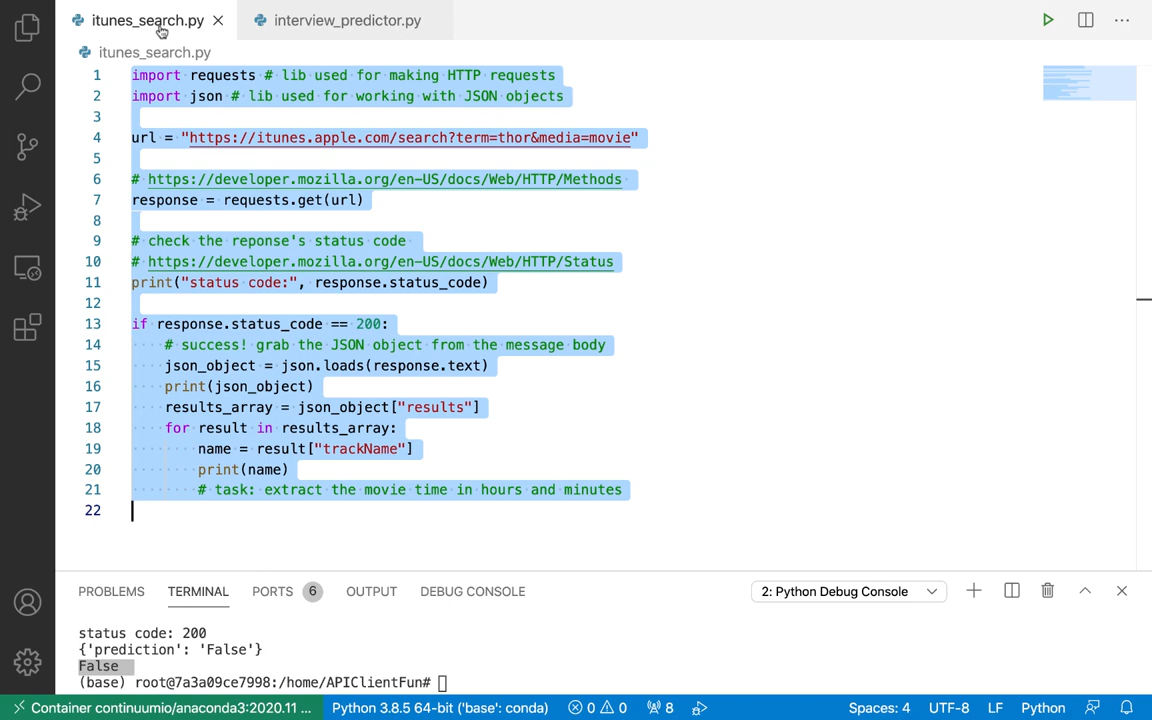 itunes_search.py
interview_predictor.py
itunes_search.py
1 import requests # lib used for making HTTP requests
2 import json # lib used for working with JSON objects
3
4 url = "https://itunes.apple.com/search?term=thor&media=movie"
5
6 # https://developer.mozilla.org/en-US/docs/Web/HTTP/Methods
7 response = requests.get(url)
8
9 # check the reponse's status code
10 # https://developer.mozilla.org/en-US/docs/Web/HTTP/Status
11 print("status code:", response.status_code)
12
13 if response.status_code == 200:
14 # success! grab the JSON object from the message body
15 json_object = json.loads(response.text)
16 print(json_object)
17 results_array = json_object["results"]
18 for result in results_array:
19 name = result["trackName"]
20 print(name)
21 # task: extract the movie time in hours and minutes
22
PROBLEMS TERMINAL PORTS 6 OUTPUT DEBUG CONSOLE 2: Python Debug Console
status code: 200
{'prediction': 'False'}
False
(base) root@7a3a09ce7998:/home/APIClientFun#
Container continuumio/anaconda3:2020.11 ... Python 3.8.5 64-bit ('base': conda) 0 0 8 Spaces: 4 UTF-8 LF Python